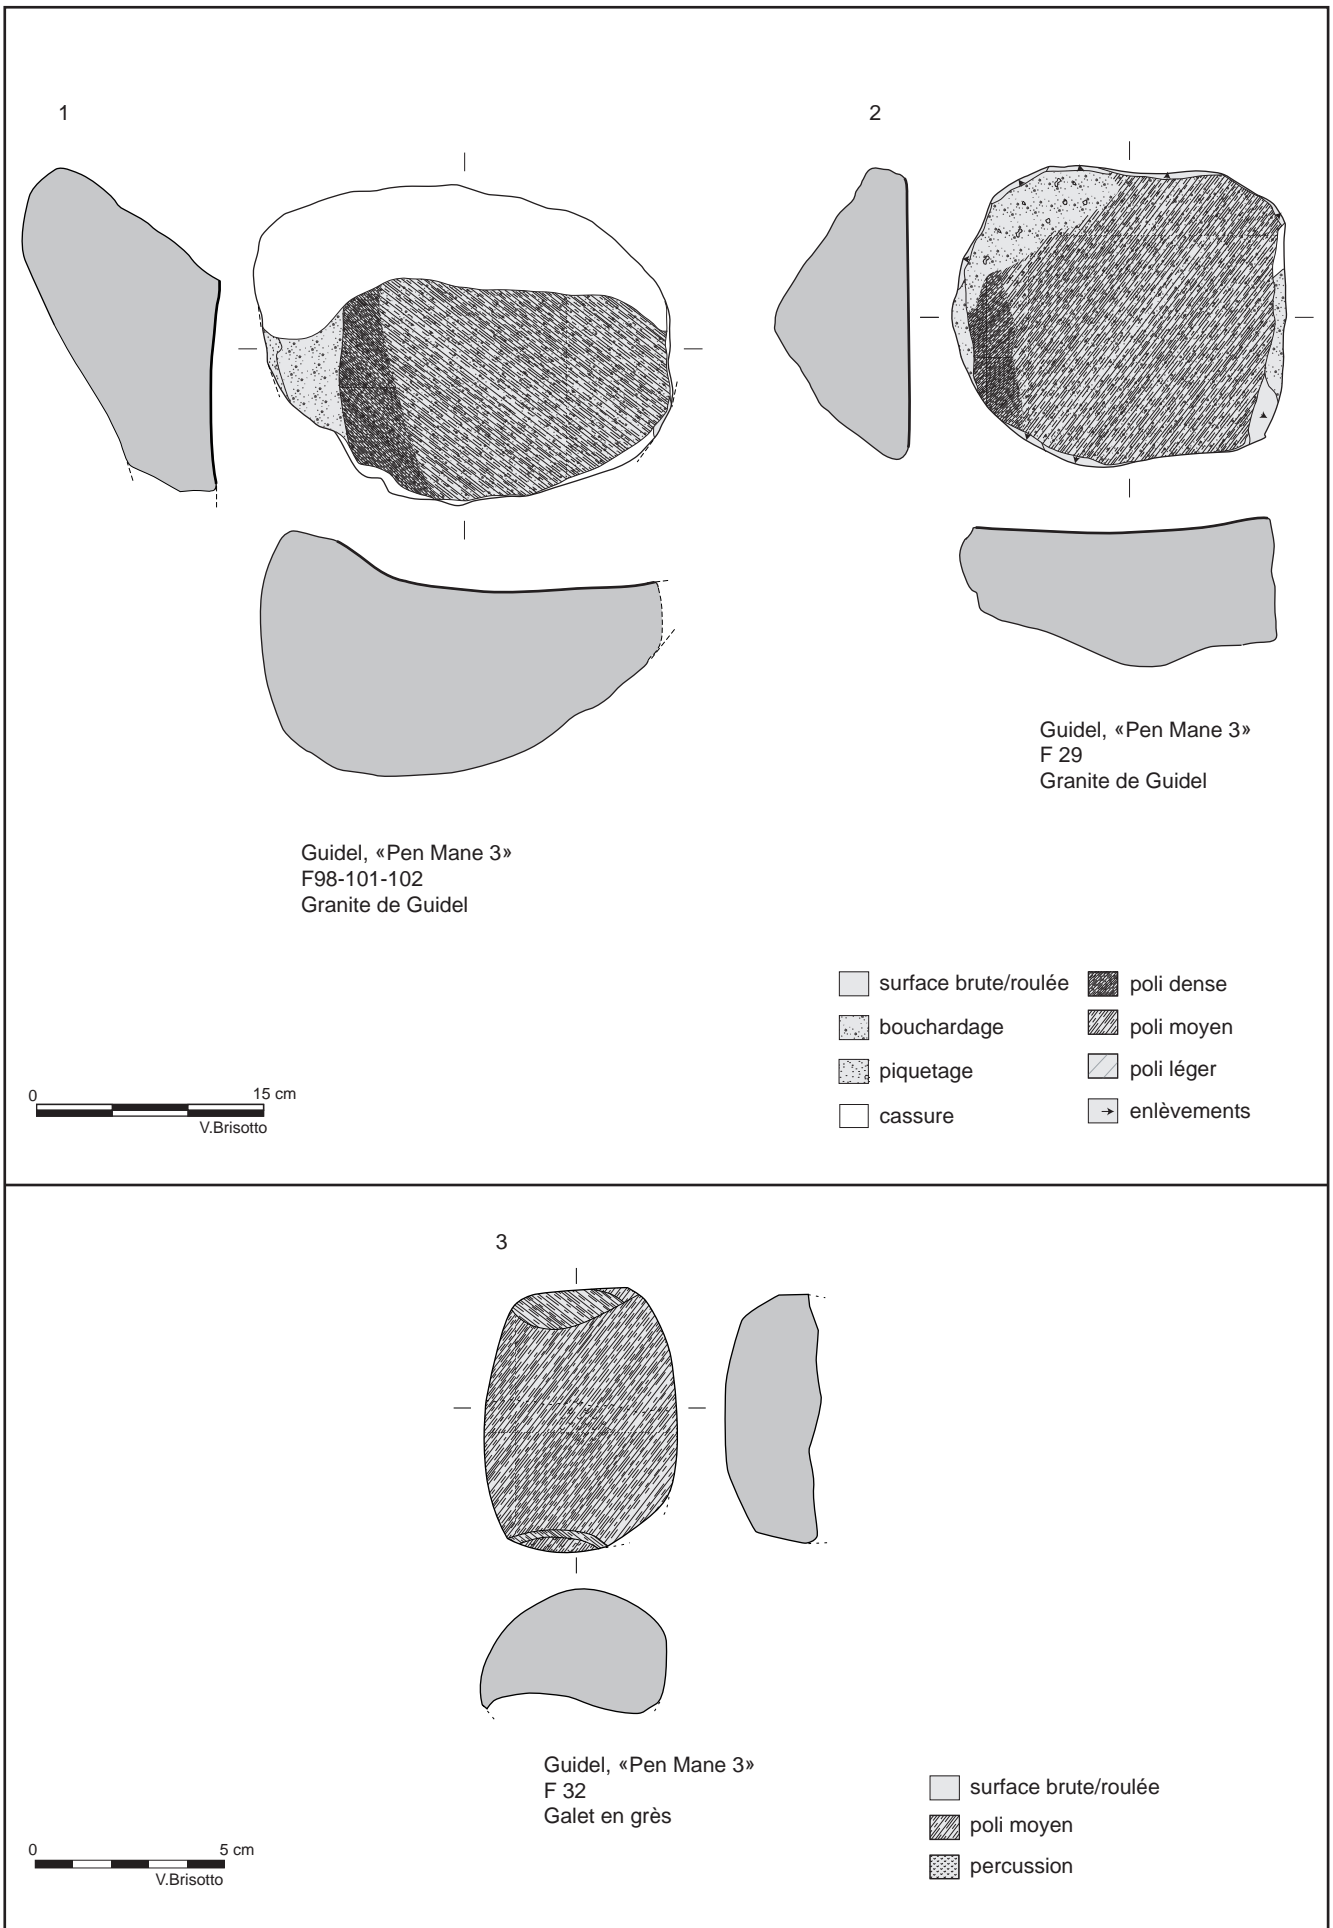 1
2
Guidel, «Pen Mane 3»
F 29
Granite de Guidel
Guidel, «Pen Mane 3»
F98-101-102
Granite de Guidel
surface brute/roulée
bouchardage
piquetage
cassure
poli dense
poli moyen
poli léger
enlèvements
0 15 cm
V.Brisotto
3
Guidel, «Pen Mane 3»
F 32
Galet en grès
surface brute/roulée
poli moyen
percussion
0 5 cm
V.Brisotto